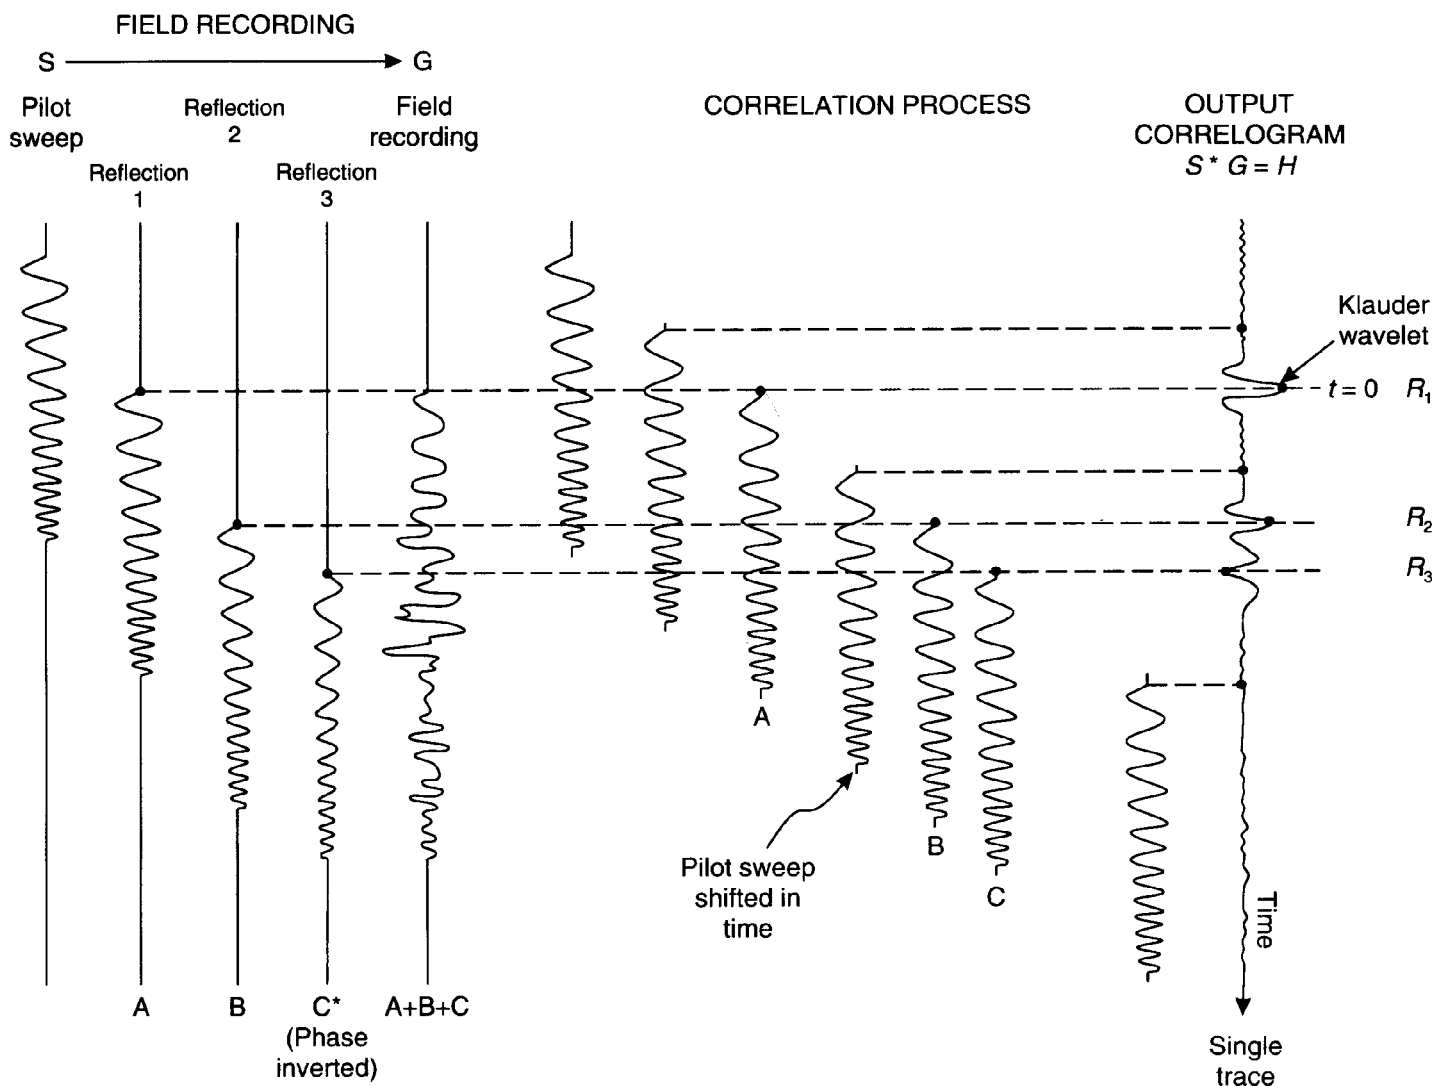 FIELD RECORDING
S G
Pilot
sweep
Reflection
1
Reflection
2
Reflection
3
Field
recording
CORRELATION PROCESS
OUTPUT
CORRELOGRAM
S * G = H
Klauder
wavelet
t = 0 R1
R2
R3
A
B
C
Pilot sweep
shifted in
time
Time
A
B
C*
(Phase
inverted)
A+B+C
Single
trace